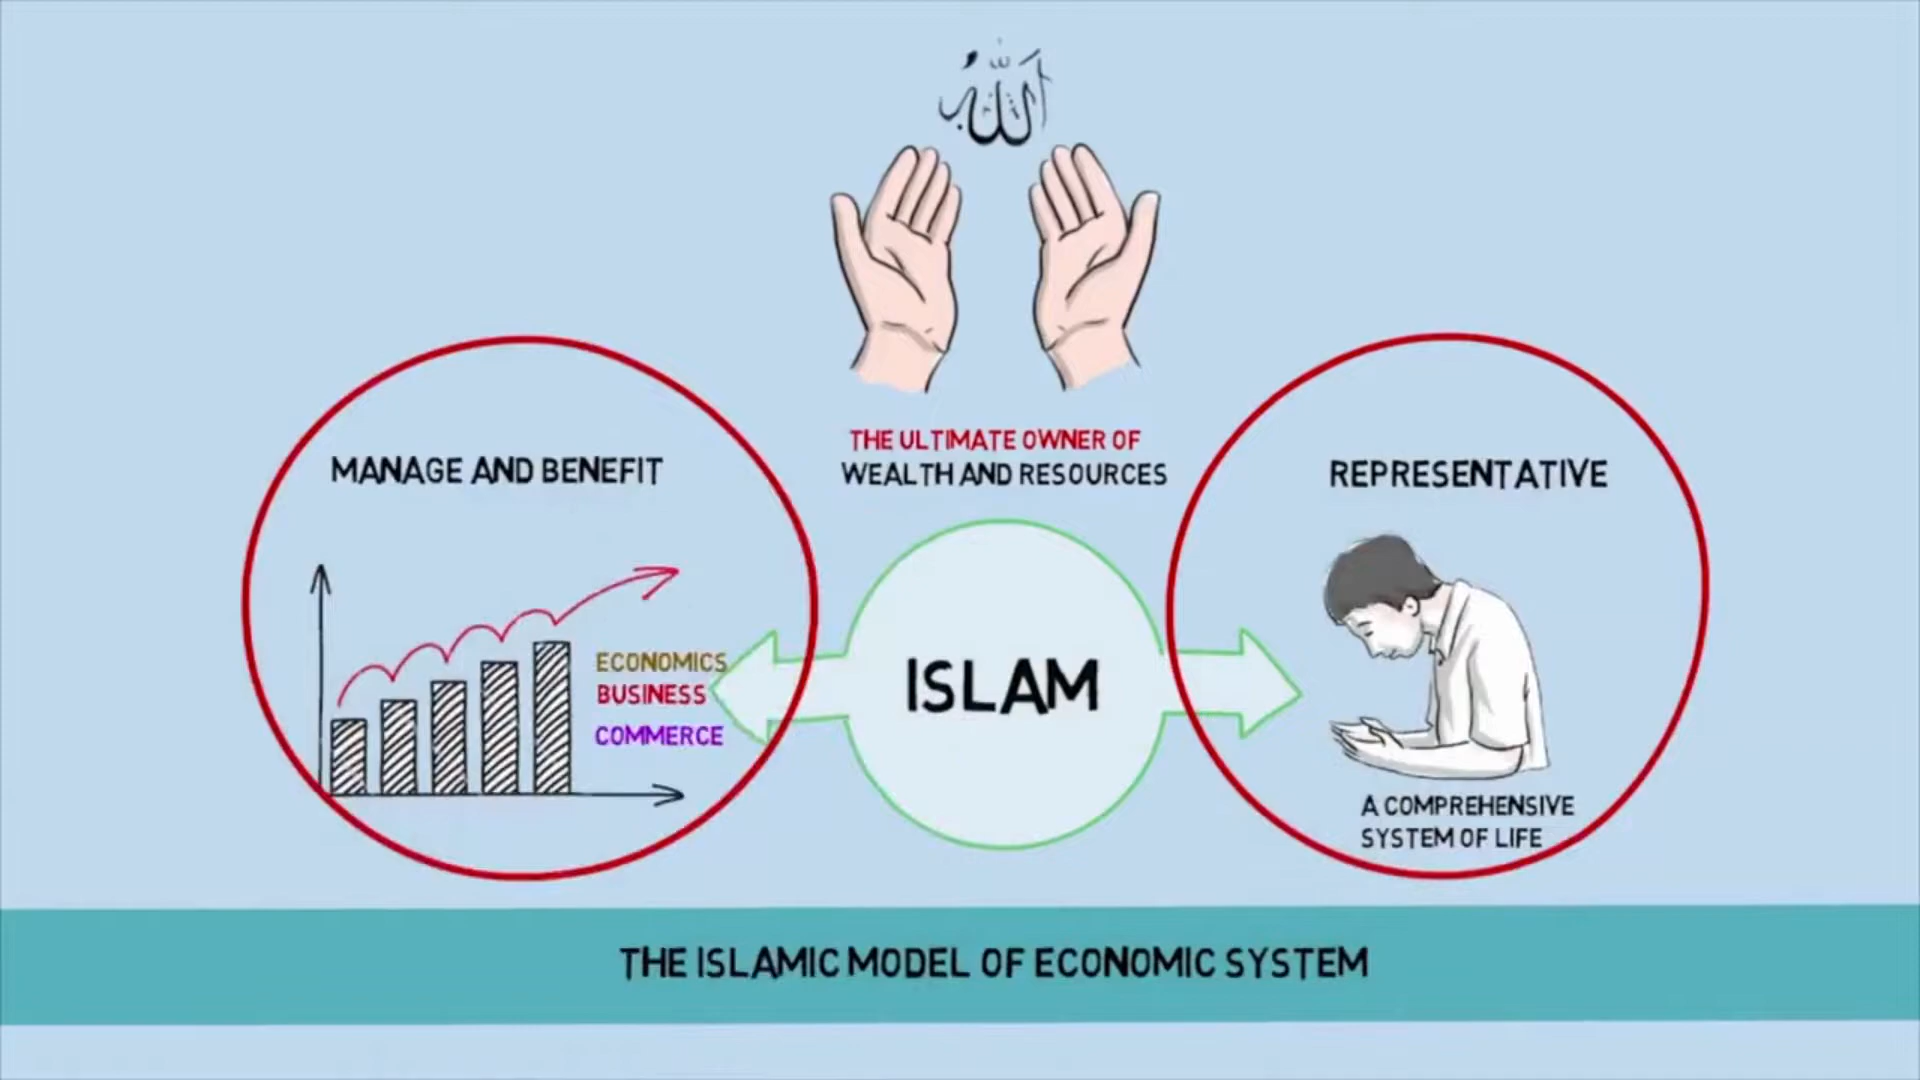 الله
THE ULTIMATE OWNER OF
WEALTH AND RESOURCES
MANAGE AND BENEFIT
ECONOMICS
BUSINESS
COMMERCE
ISLAM
REPRESENTATIVE
A COMPREHENSIVE
SYSTEM OF LIFE
THE ISLAMIC MODEL OF ECONOMIC SYSTEM